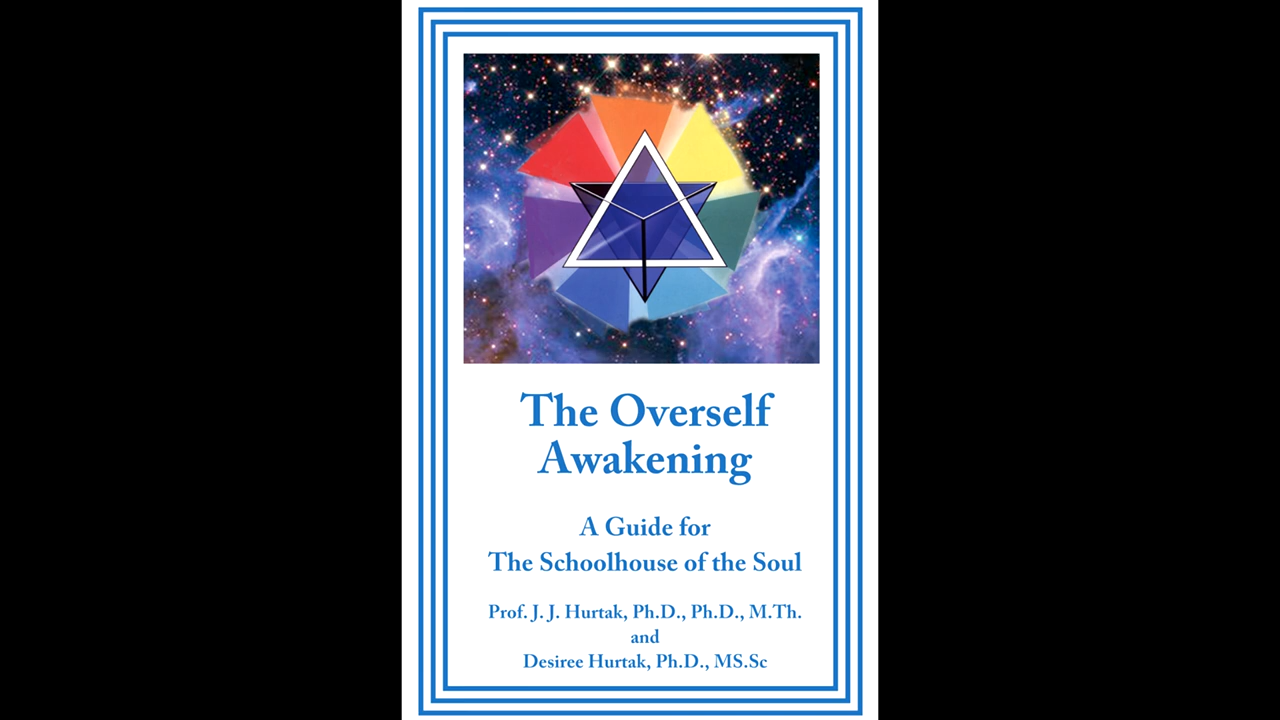 The Overself
Awakening
A Guide for
The Schoolhouse of the Soul
Prof. J. J. Hurtak, Ph.D., Ph.D., M.Th.
and
Desiree Hurtak, Ph.D., MS.Sc